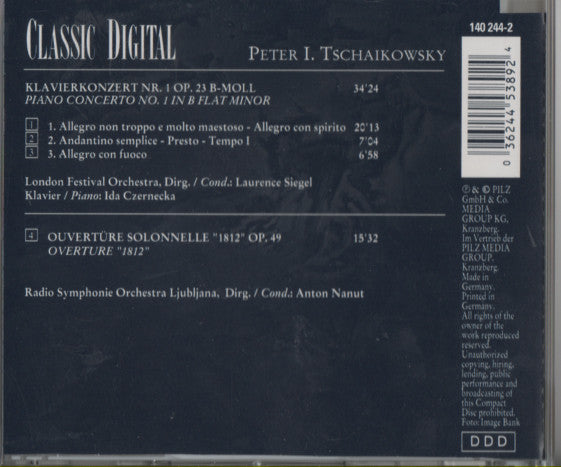 CLASSIC DIGITAL
PETER I. TSCHAIKOWSKY
140 244-2
KLAVIERKONZERT NR. 1 OP. 23 B-MOLL 34'24
PIANO CONCERTO NO. 1 IN B FLAT MINOR
1 1. Allegro non troppo e molto maestoso - Allegro con spirito 20'13
2 2. Andantino semplice - Presto - Tempo I 7'04
3 3. Allegro con fuoco 6'58
London Festival Orchestra, Dirg. / Cond.: Laurence Siegel
Klavier / Piano: Ida Czernecka
4 OUVERTÜRE SOLONNELLE "1812" OP. 49 15'32
OVERTURE "1812"
Radio Symphonie Orchestra Ljubljana, Dirg. / Cond.: Anton Nanut
0 36244 53892 4
℗ & © PILZ
GmbH & Co.
MEDIA
GROUP KG,
Kranzberg.
Im Vertrieb der
PILZ MEDIA
GROUP.
Kranzberg.
Made in
Germany.
Printed in
Germany.
All rights of the
owner of the
work reproduced
reserved.
Unauthorized
copying, hiring,
lending, public
performance and
broadcasting of
this Compact
Disc prohibited.
Foto: Image Bank
DDD